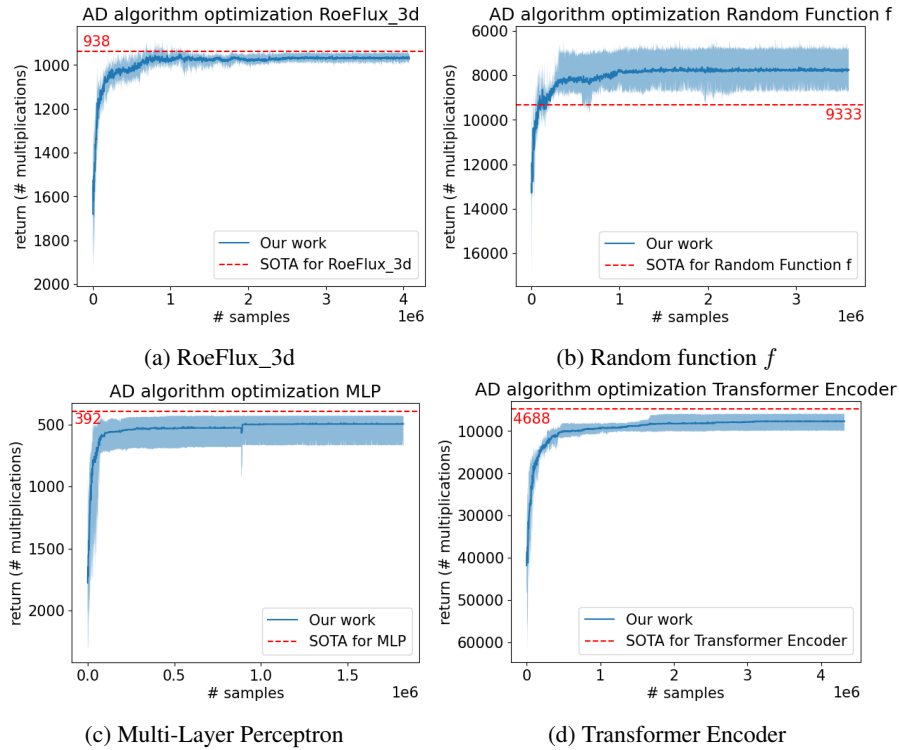 AD algorithm optimization RoeFlux_3d
938
1000
1200
1400
1600
1800
2000
return (# multiplications)
Our work
SOTA for RoeFlux_3d
0 1 2 3 4
# samples
1e6
(a) RoeFlux_3d
AD algorithm optimization Random Function f
6000
8000
10000
12000
14000
16000
return (# multiplications)
9333
Our work
SOTA for Random Function f
0 1 2 3
# samples
1e6
(b) Random function f
AD algorithm optimization MLP
392
500
1000
1500
2000
return (# multiplications)
Our work
SOTA for MLP
0.0 0.5 1.0 1.5
# samples
1e6
(c) Multi-Layer Perceptron
AD algorithm optimization Transformer Encoder
4688
10000
20000
30000
40000
50000
60000
return (# multiplications)
Our work
SOTA for Transformer Encoder
0 1 2 3 4
# samples
1e6
(d) Transformer Encoder